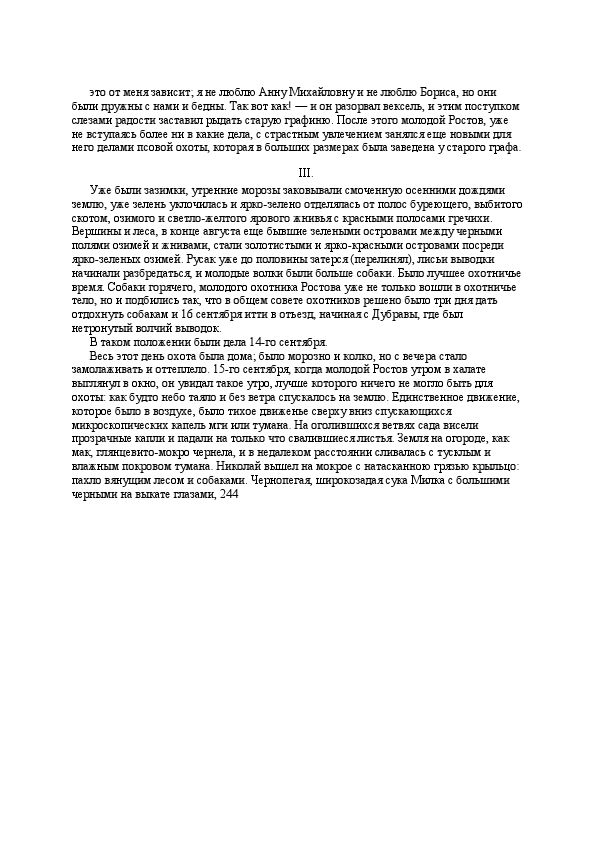 это от меня зависит; я не люблю Анну Михайловну и не люблю Бориса, но они
были дружны с нами и бедны. Так вот как! — и он разорвал вексель, и этим поступком
слезами радости заставил рыдать старую графиню. После этого молодой Ростов, уже
не вступаясь более ни в какие дела, с страстным увлечением занялся еще новыми для
него делами псовой охоты, которая в больших размерах была заведена у старого графа.
III.
Уже были зазимки, утренние морозы заковывали смоченную осенними дождями
землю, уже зелень уклочилась и ярко-зелено отделялась от полос буреющего, выбитого
скотом, озимого и светло-желтого ярового жнивья с красными полосами гречихи.
Вершины и леса, в конце августа еще бывшие зелеными островами между черными
полями озимей и жнивами, стали золотистыми и ярко-красными островами посреди
ярко-зеленых озимей. Русак уже до половины затерся (перелинял), лисьи выводки
начинали разбредаться, и молодые волки были больше собаки. Было лучшее охотничье
время. Собаки горячего, молодого охотника Ростова уже не только вошли в охотничье
тело, но и подбились так, что в общем совете охотников решено было три дня дать
отдохнуть собакам и 16 сентября итти в отъезд, начиная с Дубравы, где был
нетронутый волчий выводок.
В таком положении были дела 14-го сентября.
Весь этот день охота была дома; было морозно и колко, но с вечера стало
замолаживать и оттеплело. 15-го сентября, когда молодой Ростов утром в халате
выглянул в окно, он увидал такое утро, лучше которого ничего не могло быть для
охоты: как будто небо таяло и без ветра спускалось на землю. Единственное движение,
которое было в воздухе, было тихое движенье сверху вниз спускающихся
микроскопических капель мги или тумана. На оголившихся ветвях сада висели
прозрачные капли и падали на только что свалившиеся листья. Земля на огороде, как
мак, глянцевито-мокро чернела, и в недалеком расстоянии сливалась с тусклым и
влажным покровом тумана. Николай вышел на мокрое с натасканною грязью крыльцо:
пахло вянущим лесом и собаками. Чернопегая, широкозадая сука Милка с большими
черными на выкате глазами, 244